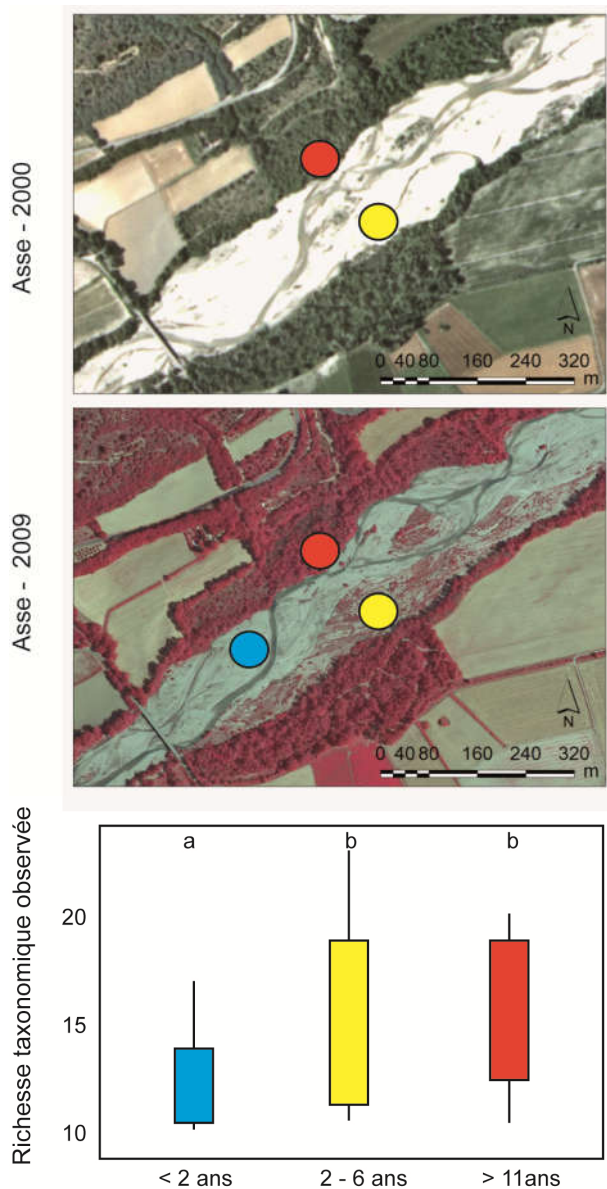 Asse - 2000
N
0 40 80 160 240 320
m
Asse - 2009
N
0 40 80 160 240 320
m
Richesse taxonomique observée
a b b
20
15
10
< 2 ans 2 - 6 ans > 11ans